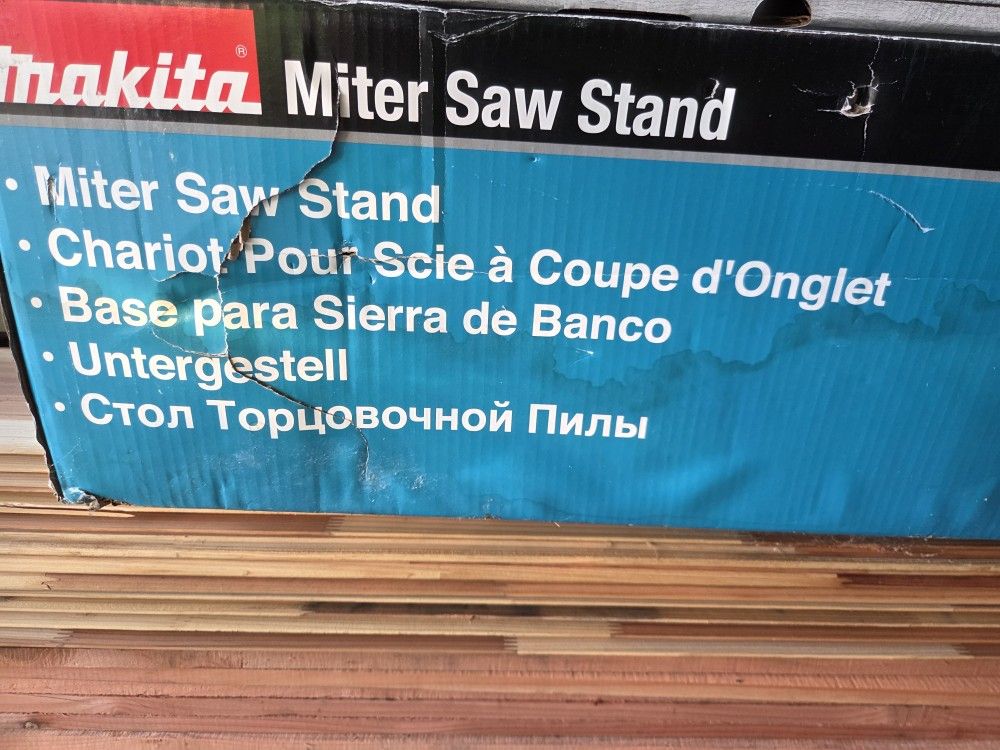 makita® Miter Saw Stand
• Miter Saw Stand
• Chariot Pour Scie à Coupe d'Onglet
• Base para Sierra de Banco
• Untergestell
• Стол Торцовочной Пилы